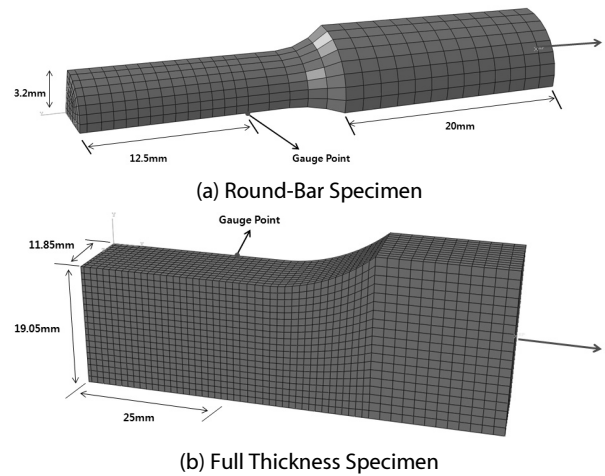 3.2mm
12.5mm
Gauge Point
20mm
(a) Round-Bar Specimen
Gauge Point
11.85mm
19.05mm
25mm
(b) Full Thickness Specimen